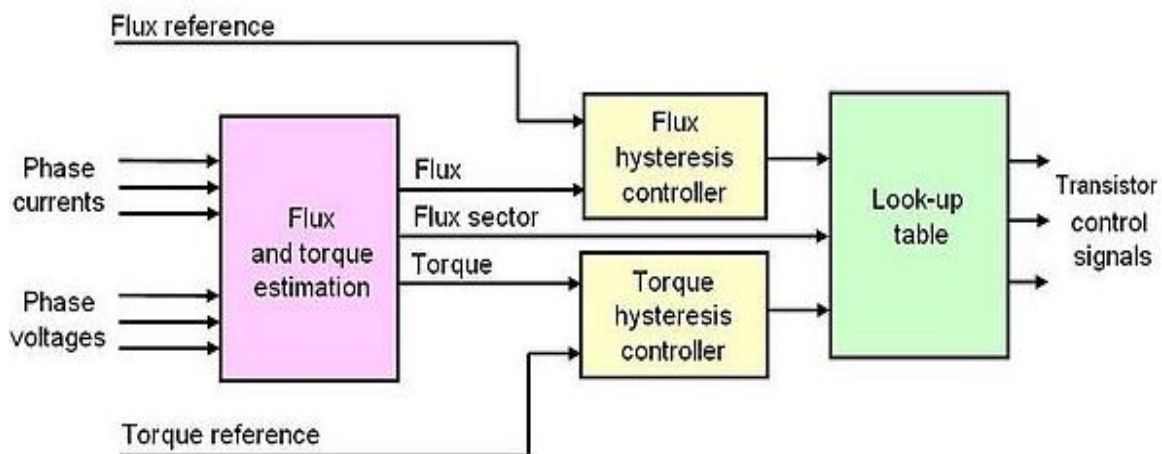 Flux reference
Phase
currents
Phase
voltages
Flux
and torque
estimation
Flux
Flux sector
Torque
Flux
hysteresis
controller
Torque
hysteresis
controller
Look-up
table
Transistor
control
signals
Torque reference